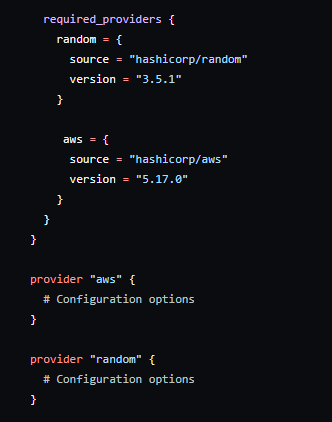 required_providers {
random = {
source = "hashicorp/random"
version = "3.5.1"
}
aws = {
source = "hashicorp/aws"
version = "5.17.0"
}
}
}
provider "aws" {
# Configuration options
}
provider "random" {
# Configuration options
}